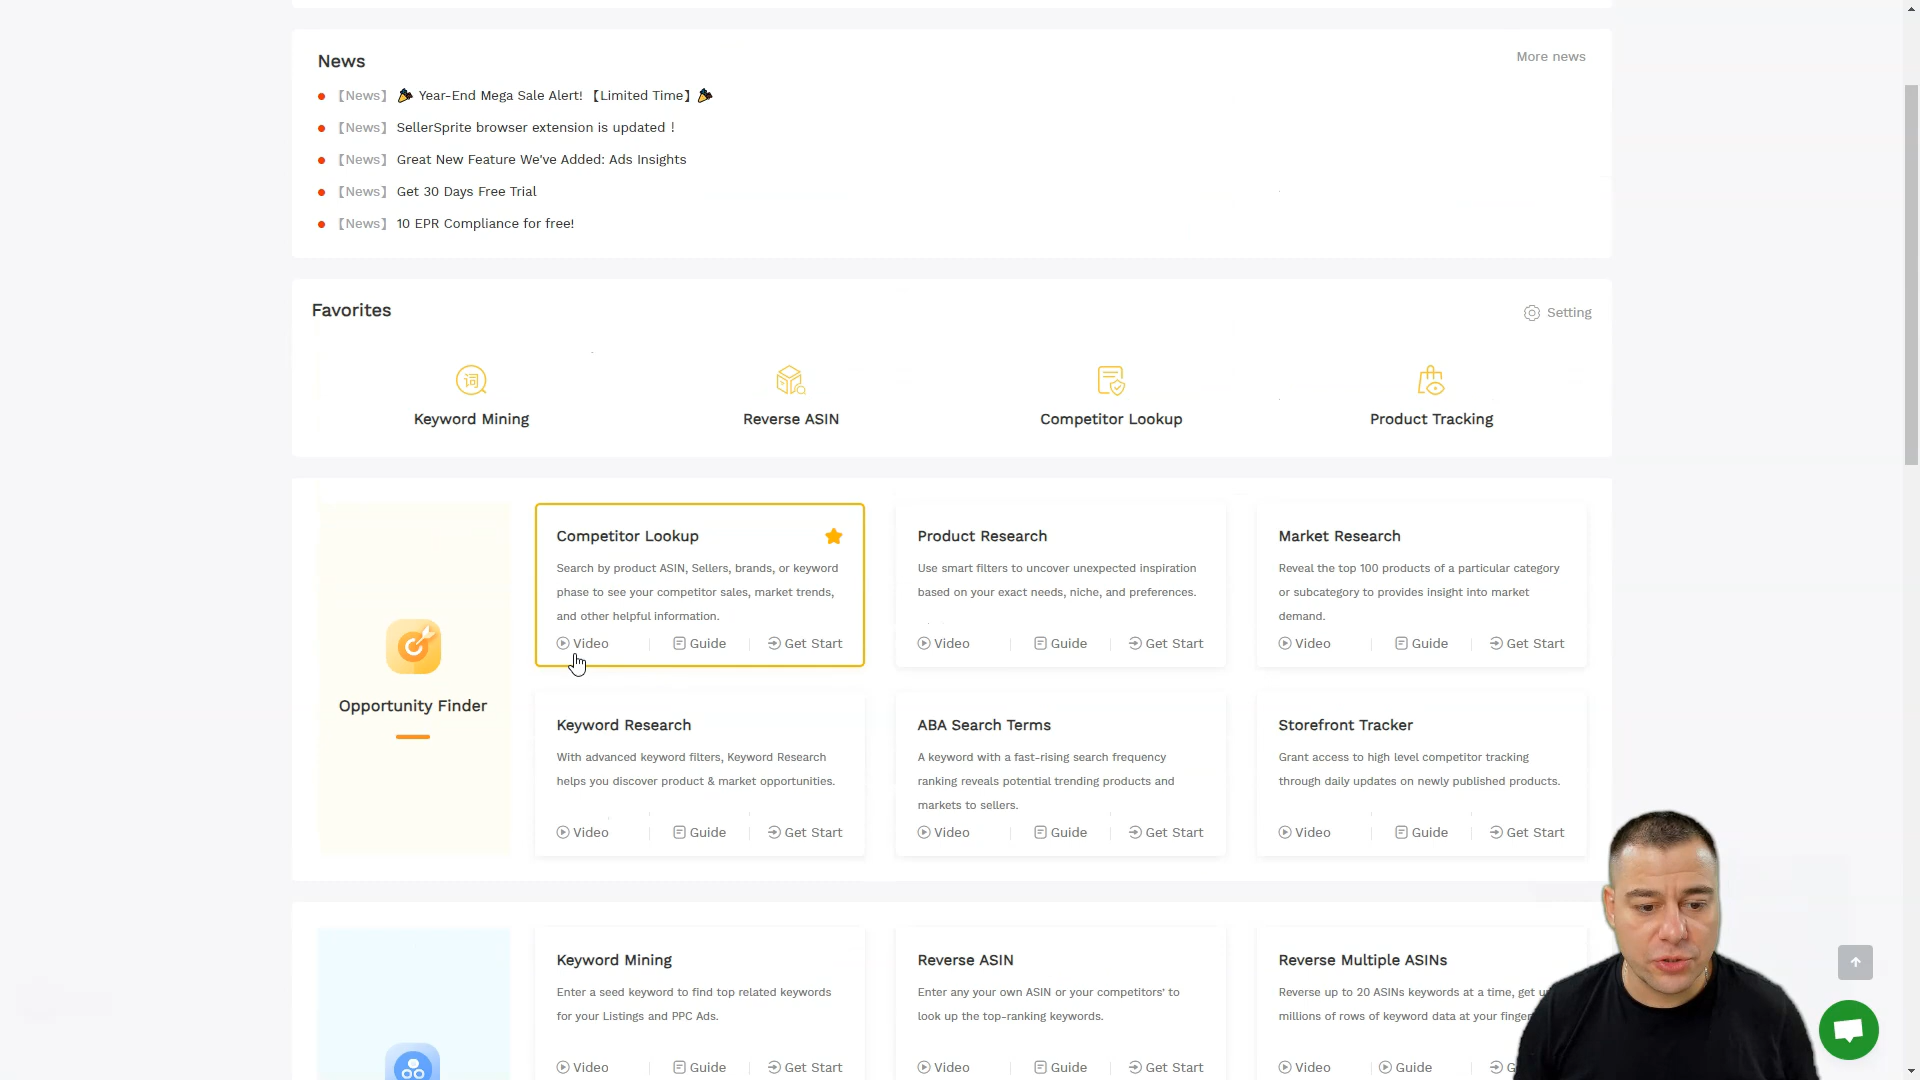 News
More news
【News】 Year-End Mega Sale Alert! 【Limited Time】
【News】 SellerSprite browser extension is updated !
【News】 Great New Feature We've Added: Ads Insights
【News】 Get 30 Days Free Trial
【News】 10 EPR Compliance for free!
Favorites
Setting
词
Keyword Mining
Reverse ASIN
Competitor Lookup
Product Tracking
Opportunity Finder
Competitor Lookup
Search by product ASIN, Sellers, brands, or keyword
phase to see your competitor sales, market trends,
and other helpful information.
Video
Guide
Get Start
Product Research
Use smart filters to uncover unexpected inspiration
based on your exact needs, niche, and preferences.
Video
Guide
Get Start
Market Research
Reveal the top 100 products of a particular category
or subcategory to provides insight into market
demand.
Video
Guide
Get Start
Keyword Research
With advanced keyword filters, Keyword Research
helps you discover product & market opportunities.
Video
Guide
Get Start
ABA Search Terms
A keyword with a fast-rising search frequency
ranking reveals potential trending products and
markets to sellers.
Video
Guide
Get Start
Storefront Tracker
Grant access to high level competitor tracking
through daily updates on newly published products.
Video
Guide
Get Start
Keyword Mining
Enter a seed keyword to find top related keywords
for your Listings and PPC Ads.
Video
Guide
Get Start
Reverse ASIN
Enter any your own ASIN or your competitors' to
look up the top-ranking keywords.
Video
Guide
Get Start
Reverse Multiple ASINs
Reverse up to 20 ASINs keywords at a time, get
millions of rows of keyword data at your
Video
Guide